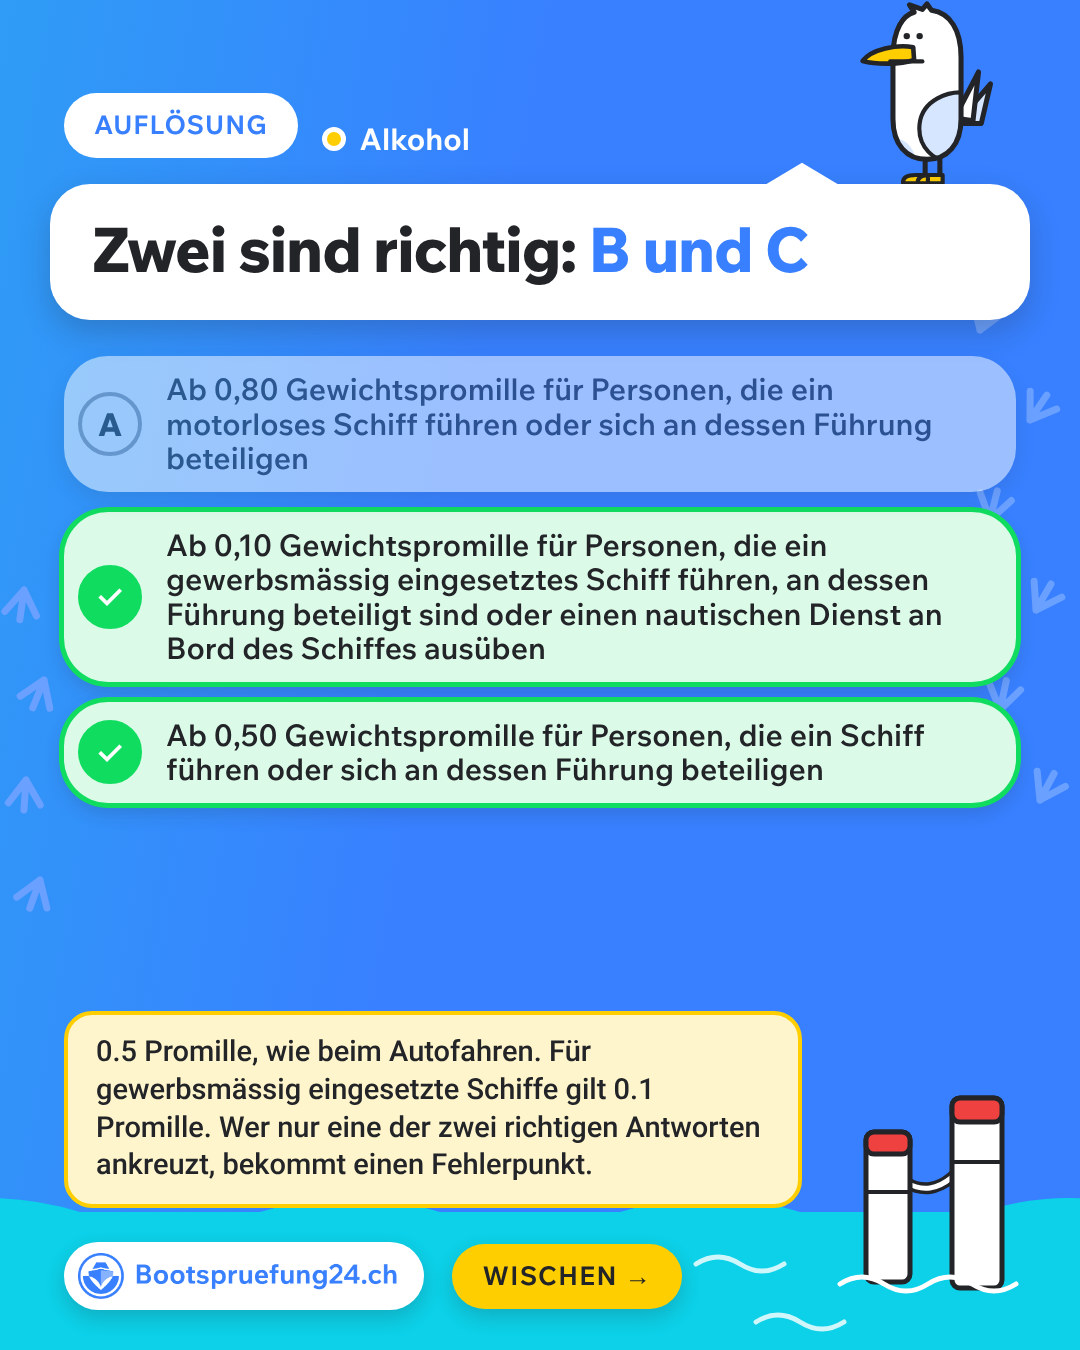 AUFLÖSUNG
Alkohol
Zwei sind richtig: B und C
A
Ab 0,80 Gewichtspromille für Personen, die ein
motorloses Schiff führen oder sich an dessen Führung
beteiligen
Ab 0,10 Gewichtspromille für Personen, die ein
gewerbsmässig eingesetztes Schiff führen, an dessen
Führung beteiligt sind oder einen nautischen Dienst an
Bord des Schiffes ausüben
Ab 0,50 Gewichtspromille für Personen, die ein Schiff
führen oder sich an dessen Führung beteiligen
0.5 Promille, wie beim Autofahren. Für
gewerbsmässig eingesetzte Schiffe gilt 0.1
Promille. Wer nur eine der zwei richtigen Antworten
ankreuzt, bekommt einen Fehlerpunkt.
Bootspruefung24.ch
WISCHEN →